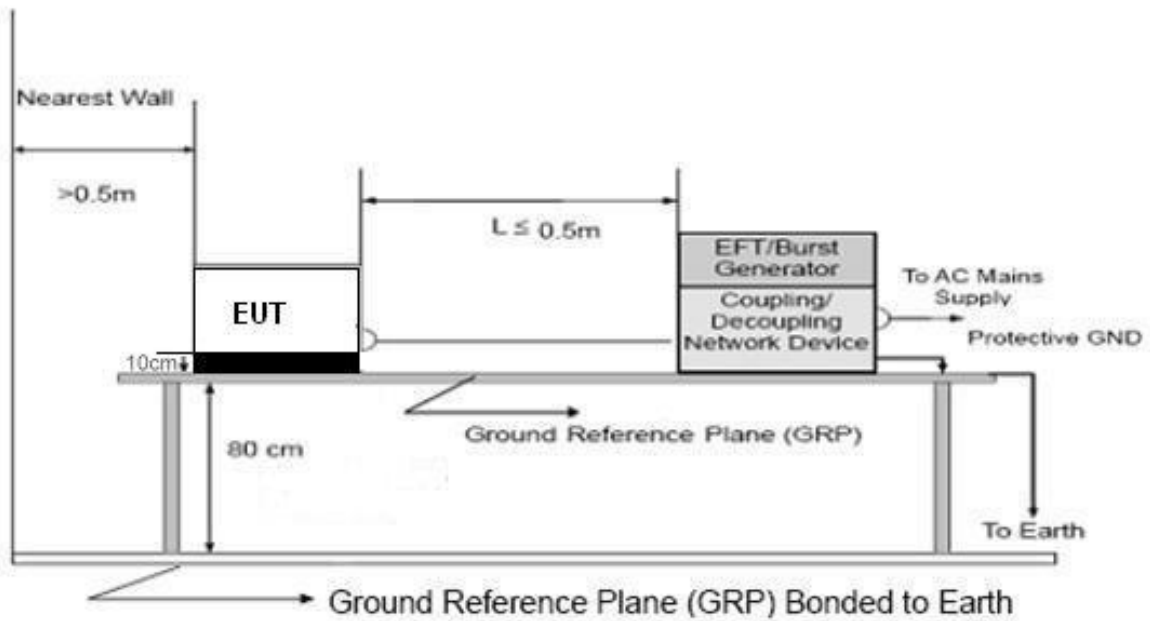 Nearest Wall
>0.5m
L ≤ 0.5m
EFT/Burst
Generator
EUT
Coupling/
Decoupling
Network Device
To AC Mains
Supply
Protective GND
10cm
Ground Reference Plane (GRP)
80 cm
To Earth
Ground Reference Plane (GRP) Bonded to Earth